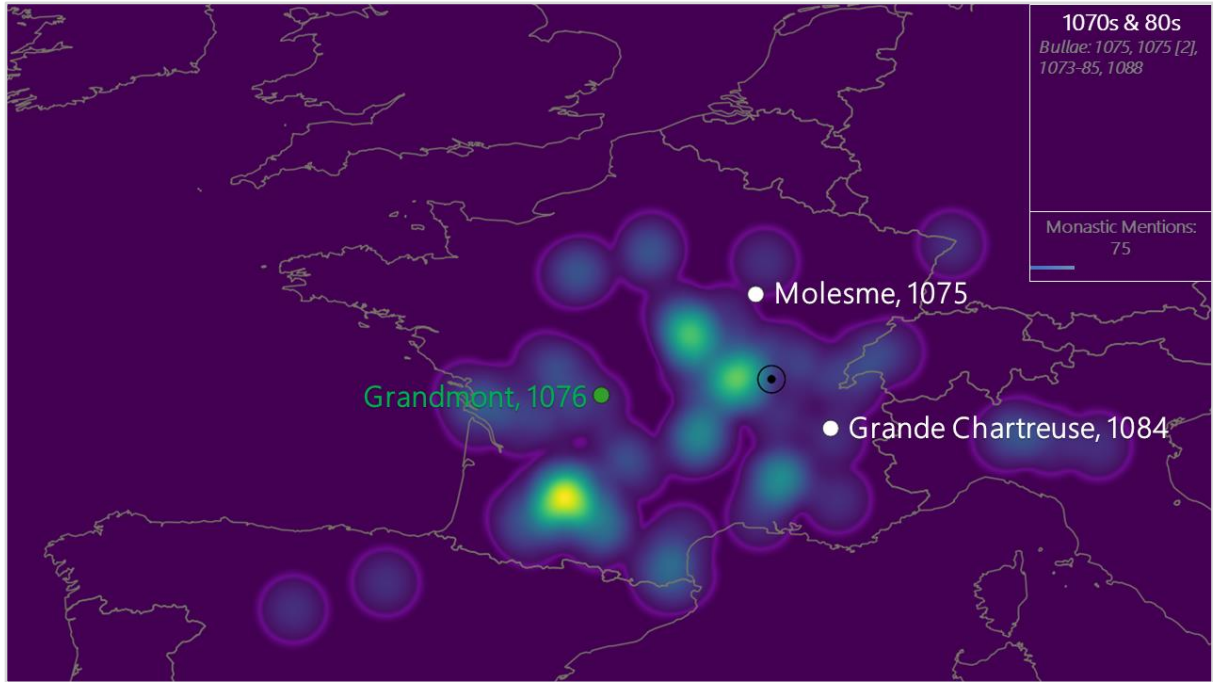 1070s & 80s
Bullae: 1075, 1075 [2],
1073-85, 1088
Monastic Mentions:
75
Molesme, 1075
Grandmont, 1076
Grande Chartreuse, 1084